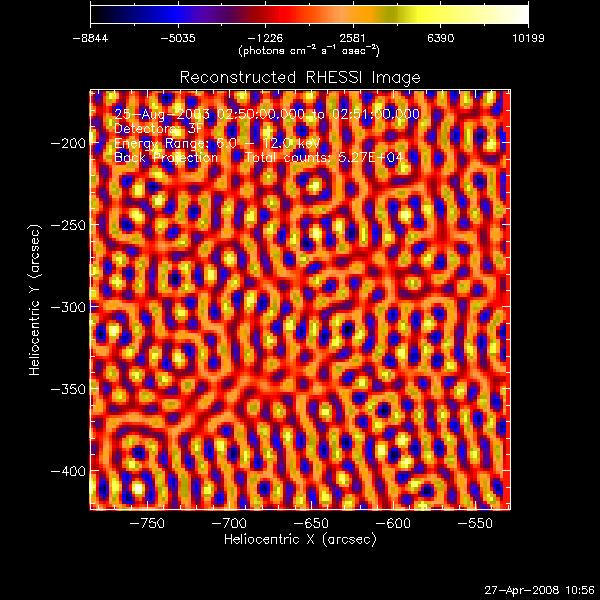 −8844 −5035 −1226 2581 6390 10199
(photons cm⁻² s⁻¹ asec⁻²)
Reconstructed RHESSI Image
25-Aug-2003 02:50:00.000 to 02:51:00.000
Detectors: 3F
Energy Range: 6.0 - 12.0 keV
Back Projection Total counts: 5.27E+04
−200
−250
−300
−350
−400
Heliocentric Y (arcsec)
−750 −700 −650 −600 −550
Heliocentric X (arcsec)
27-Apr-2008 10:56